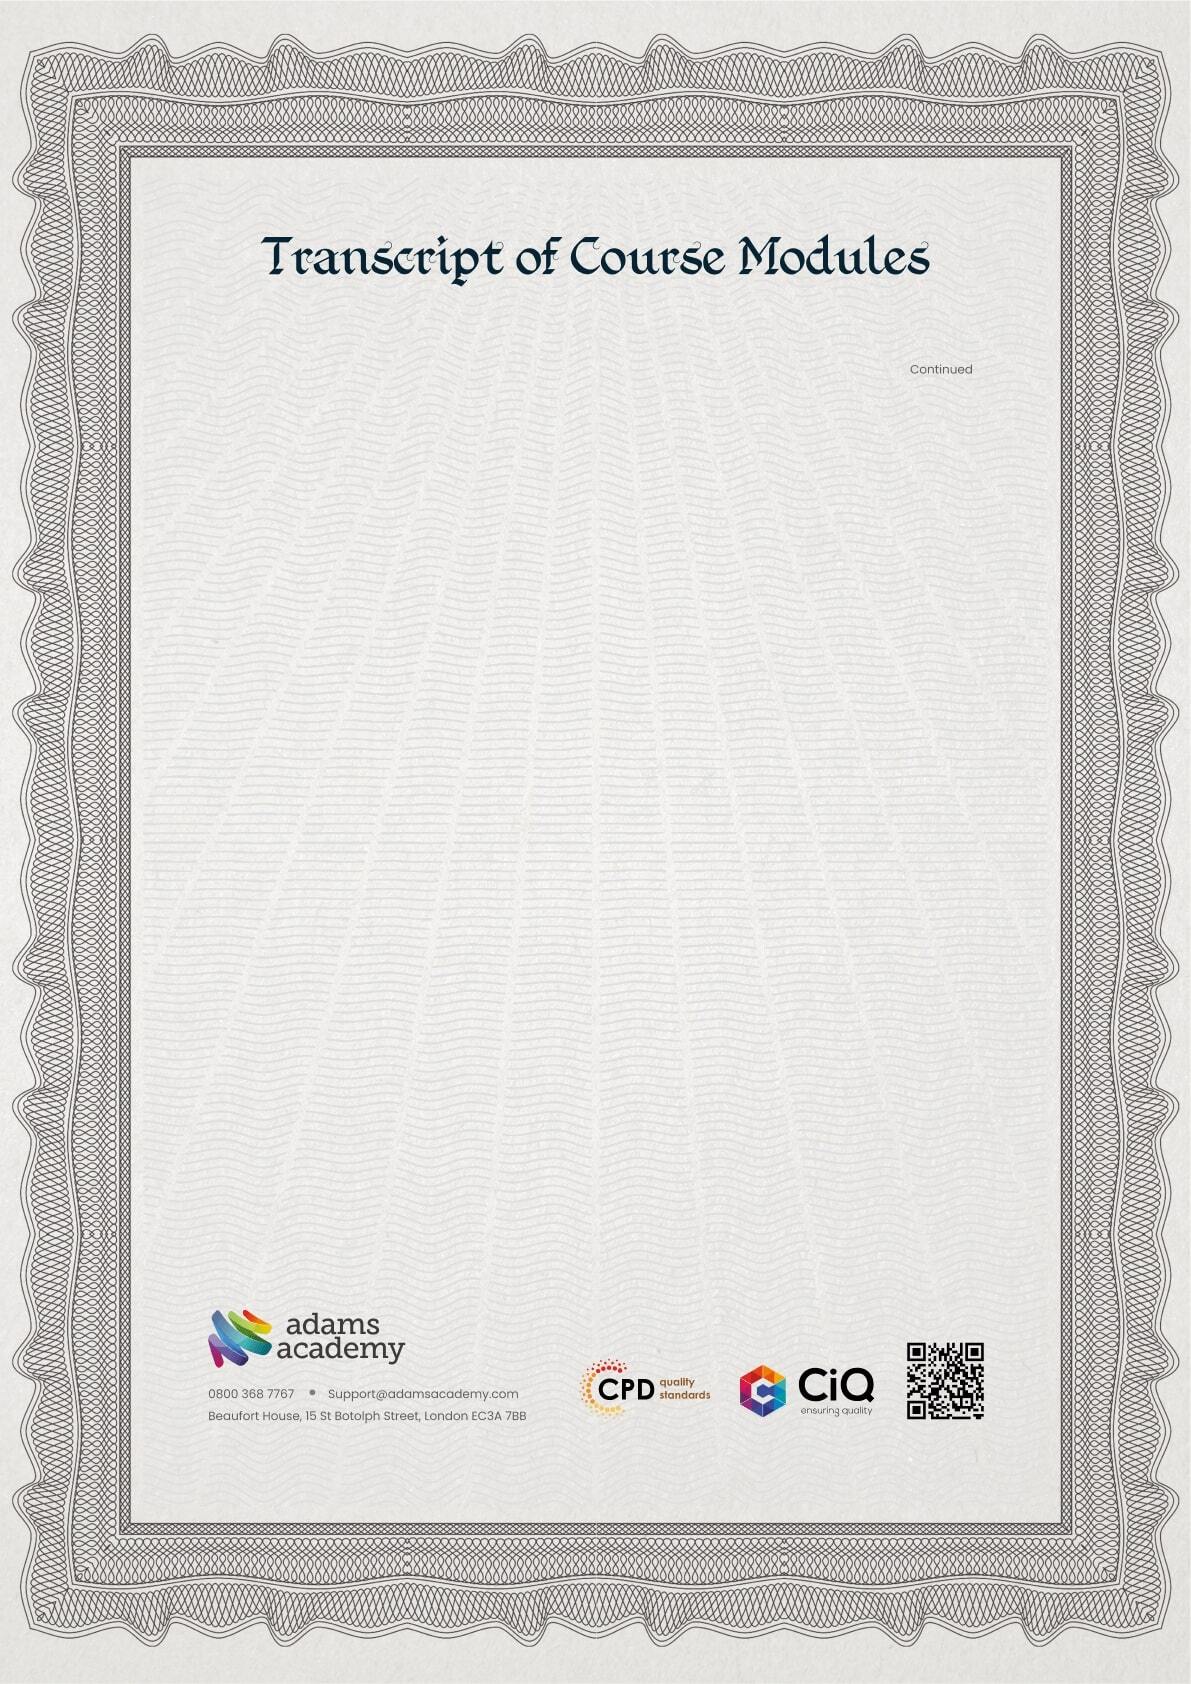 Transcript of Course Modules
Continued
adams
academy
0800 368 7767 • Support@adamsacademy.com
Beaufort House, 15 St Botolph Street, London EC3A 7BB
CPD quality
standards
CiQ
ensuring quality